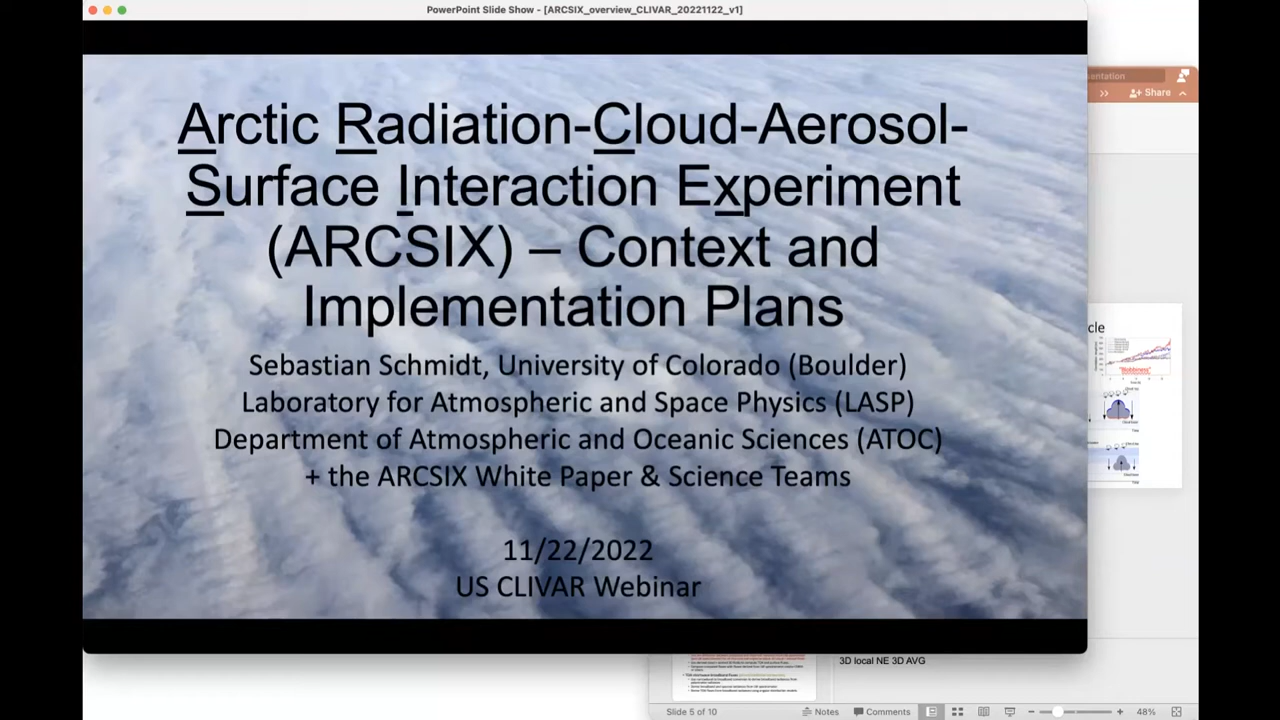 PowerPoint Slide Show - [ARCSIX_overview_CLIVAR_20221122_v1]
Arctic Radiation-Cloud-Aerosol-
Surface Interaction Experiment
(ARCSIX) – Context and
Implementation Plans
Sebastian Schmidt, University of Colorado (Boulder)
Laboratory for Atmospheric and Space Physics (LASP)
Department of Atmospheric and Oceanic Sciences (ATOC)
+ the ARCSIX White Paper & Science Teams
11/22/2022
US CLIVAR Webinar
entation
Share
cle
"Blobbiness"
3D local NE 3D AVG
Slide 5 of 10
Notes
Comments
48%